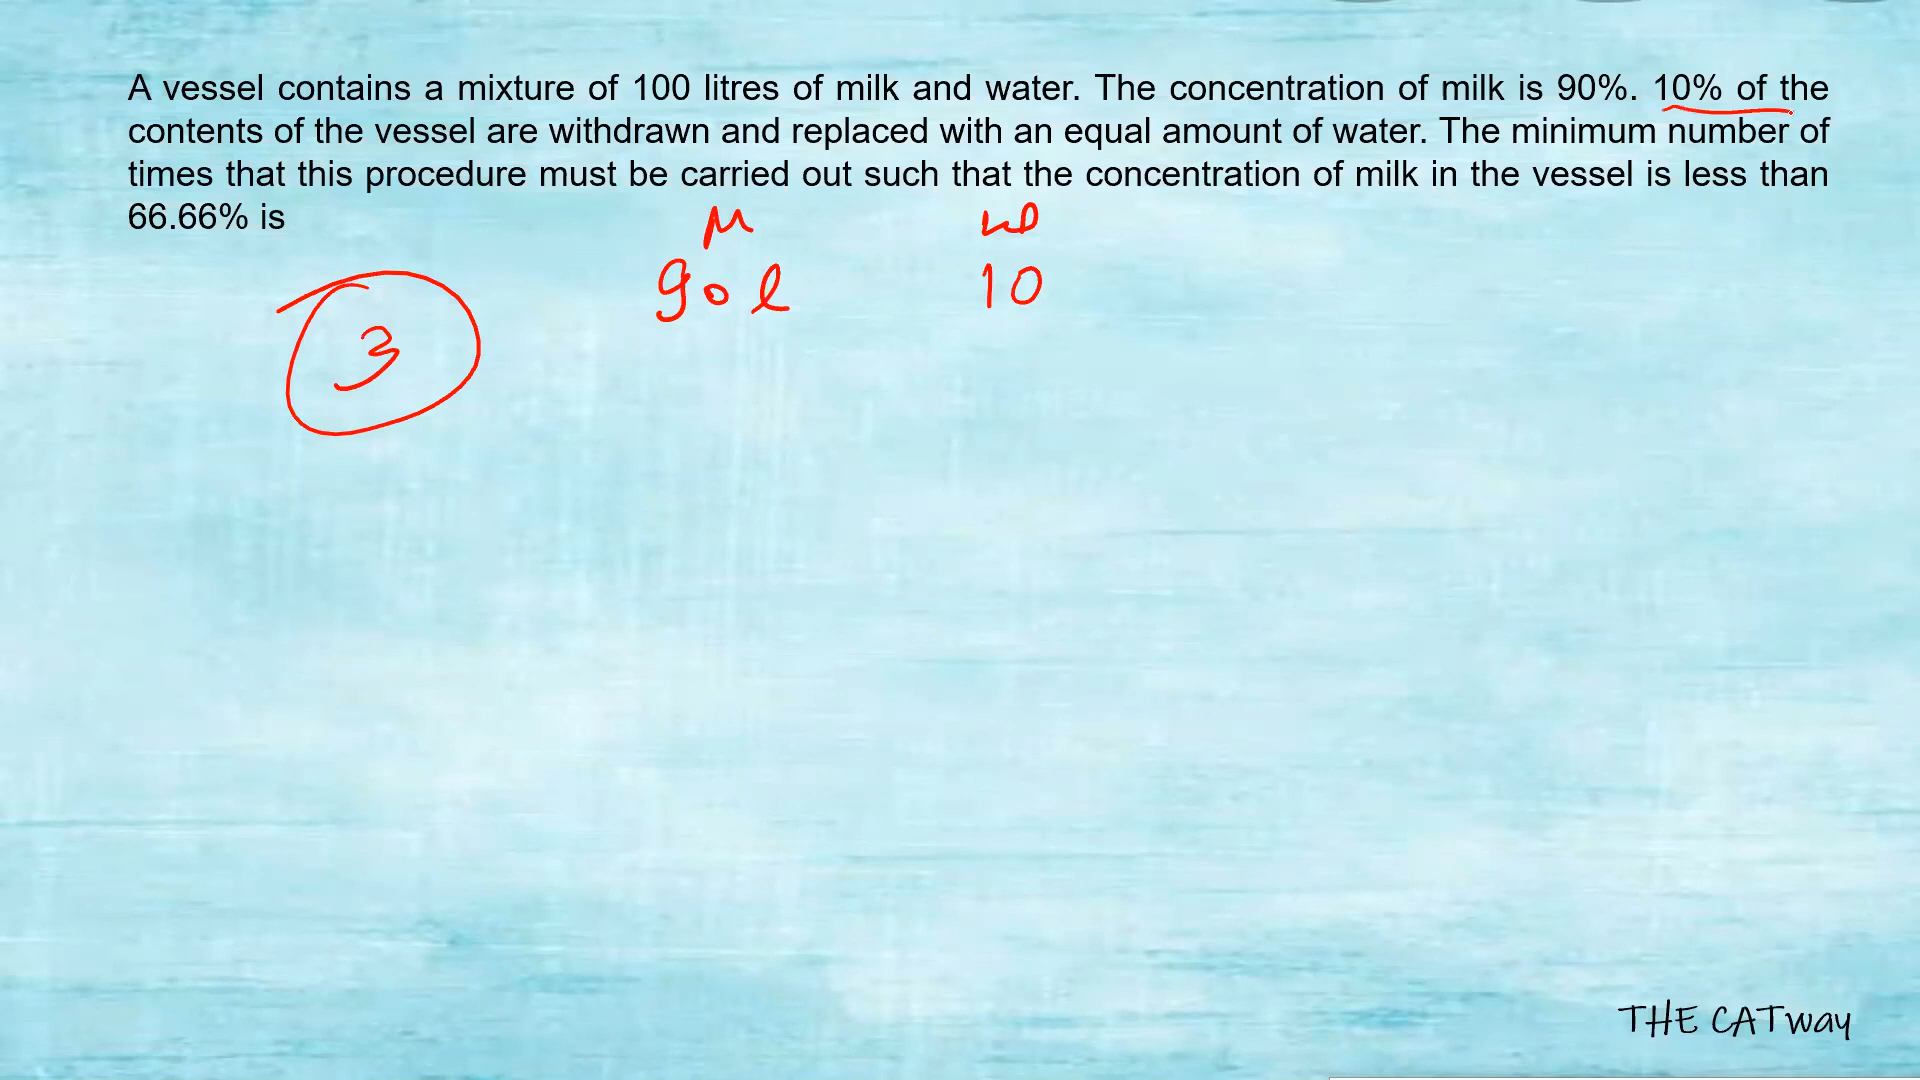 A vessel contains a mixture of 100 litres of milk and water. The concentration of milk is 90%. 10% of the
contents of the vessel are withdrawn and replaced with an equal amount of water. The minimum number of
times that this procedure must be carried out such that the concentration of milk in the vessel is less than
66.66% is
M W
90 l 10
3
THE CATway